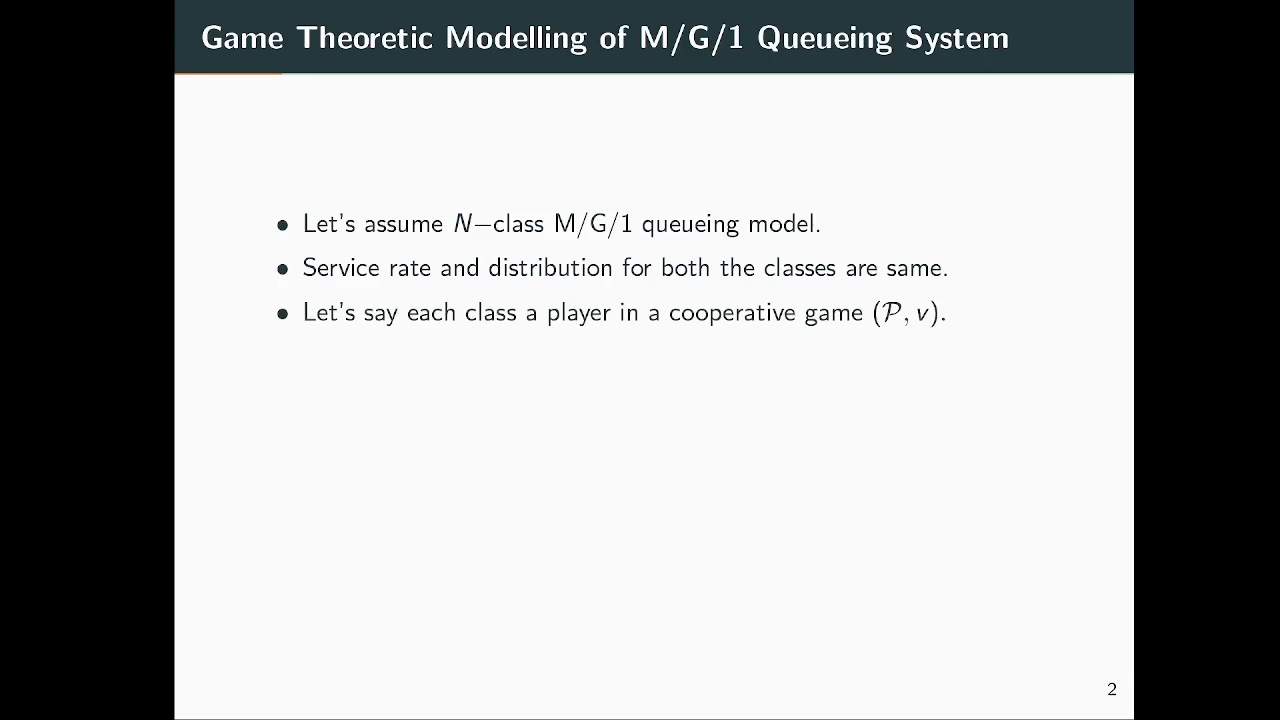 Game Theoretic Modelling of M/G/1 Queueing System
• Let's assume N−class M/G/1 queueing model.
• Service rate and distribution for both the classes are same.
• Let's say each class a player in a cooperative game (𝒫, v).
2